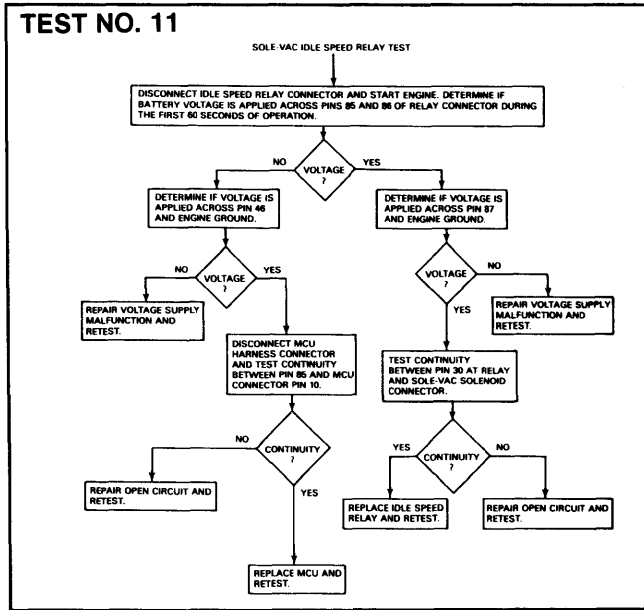 TEST NO. 11
SOLE-VAC IDLE SPEED RELAY TEST
DISCONNECT IDLE SPEED RELAY CONNECTOR AND START ENGINE. DETERMINE IF
BATTERY VOLTAGE IS APPLIED ACROSS PINS 85 AND 86 OF RELAY CONNECTOR DURING
THE FIRST 60 SECONDS OF OPERATION.
NO
VOLTAGE
?
YES
DETERMINE IF VOLTAGE IS
APPLIED ACROSS PIN 46
AND ENGINE GROUND.
DETERMINE IF VOLTAGE IS
APPLIED ACROSS PIN 87
AND ENGINE GROUND.
NO
VOLTAGE
?
YES
VOLTAGE
?
NO
YES
REPAIR VOLTAGE SUPPLY
MALFUNCTION AND
RETEST.
REPAIR VOLTAGE SUPPLY
MALFUNCTION AND
RETEST.
DISCONNECT MCU
HARNESS CONNECTOR
AND TEST CONTINUITY
BETWEEN PIN 85 AND MCU
CONNECTOR PIN 10.
TEST CONTINUITY
BETWEEN PIN 30 AT RELAY
AND SOLE-VAC SOLENOID
CONNECTOR.
NO
CONTINUITY
?
YES
YES
CONTINUITY
?
NO
REPAIR OPEN CIRCUIT AND
RETEST.
REPLACE IDLE SPEED
RELAY AND RETEST.
REPAIR OPEN CIRCUIT AND
RETEST.
REPLACE MCU AND
RETEST.